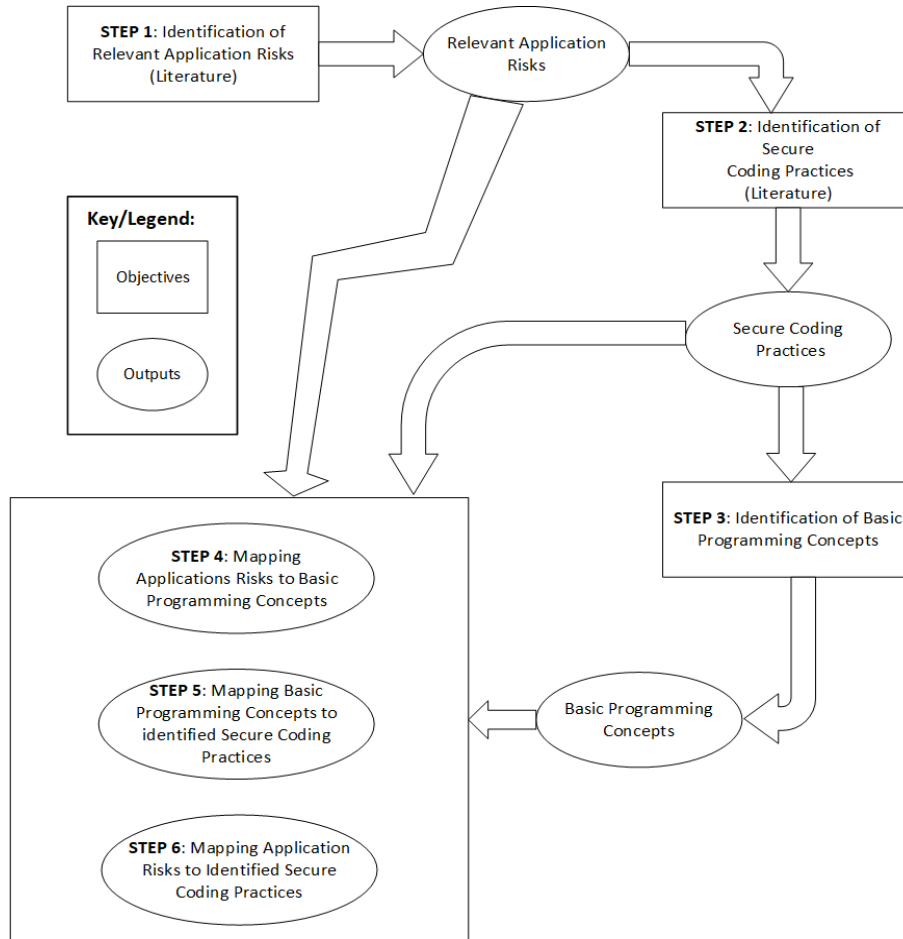 STEP 1: Identification of
Relevant Application Risks
(Literature)
Relevant Application
Risks
STEP 2: Identification of
Secure
Coding Practices
(Literature)
Key/Legend:
Objectives
Outputs
Secure Coding
Practices
STEP 3: Identification of Basic
Programming Concepts
STEP 4: Mapping
Applications Risks to Basic
Programming Concepts
STEP 5: Mapping Basic
Programming Concepts to
identified Secure Coding
Practices
Basic Programming
Concepts
STEP 6: Mapping Application
Risks to Identified Secure
Coding Practices